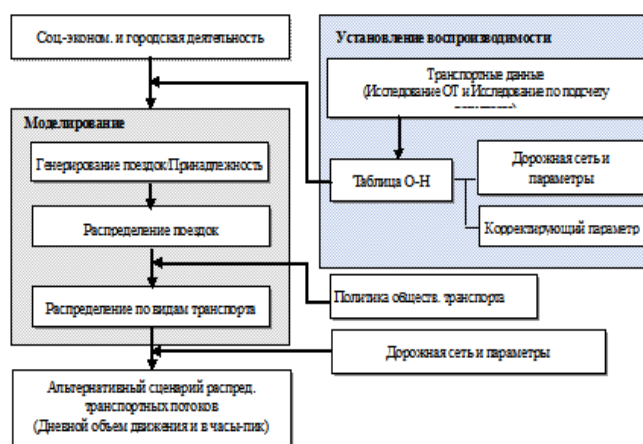 Соц.-эконом. и городская деятельность
Моделирование
Генерирование поездок/Принадлежность
Распределение поездок
Распределение по видам транспорта
Альтернативный сценарий распред.
транспортных потоков
(Дневной объем движения и в часы-пик)
Установление воспроизводимости
Транспортные данные
(Исследование ОТ и Исследование по подсчету
Таблица О-Н
Дорожная сеть и
параметры
Корректирующий параметр
Политика обществ. транспорта
Дорожная сеть и параметры